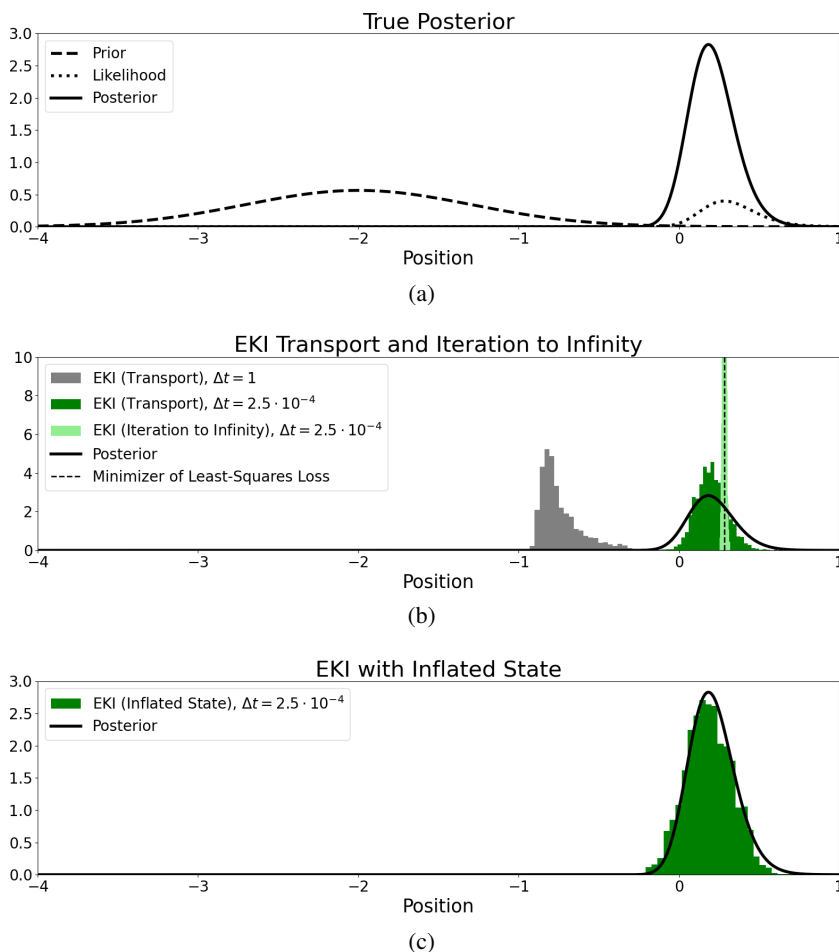 True Posterior
3.0
2.5
2.0
1.5
1.0
0.5
0.0
Prior
Likelihood
Posterior
−4 −3 −2 −1 0 1
Position
(a)
EKI Transport and Iteration to Infinity
10
8
6
4
2
0
EKI (Transport), Δt = 1
EKI (Transport), Δt = 2.5 · 10⁻⁴
EKI (Iteration to Infinity), Δt = 2.5 · 10⁻⁴
Posterior
Minimizer of Least-Squares Loss
−4 −3 −2 −1 0 1
Position
(b)
EKI with Inflated State
3.0
2.5
2.0
1.5
1.0
0.5
0.0
EKI (Inflated State), Δt = 2.5 · 10⁻⁴
Posterior
−4 −3 −2 −1 0 1
Position
(c)